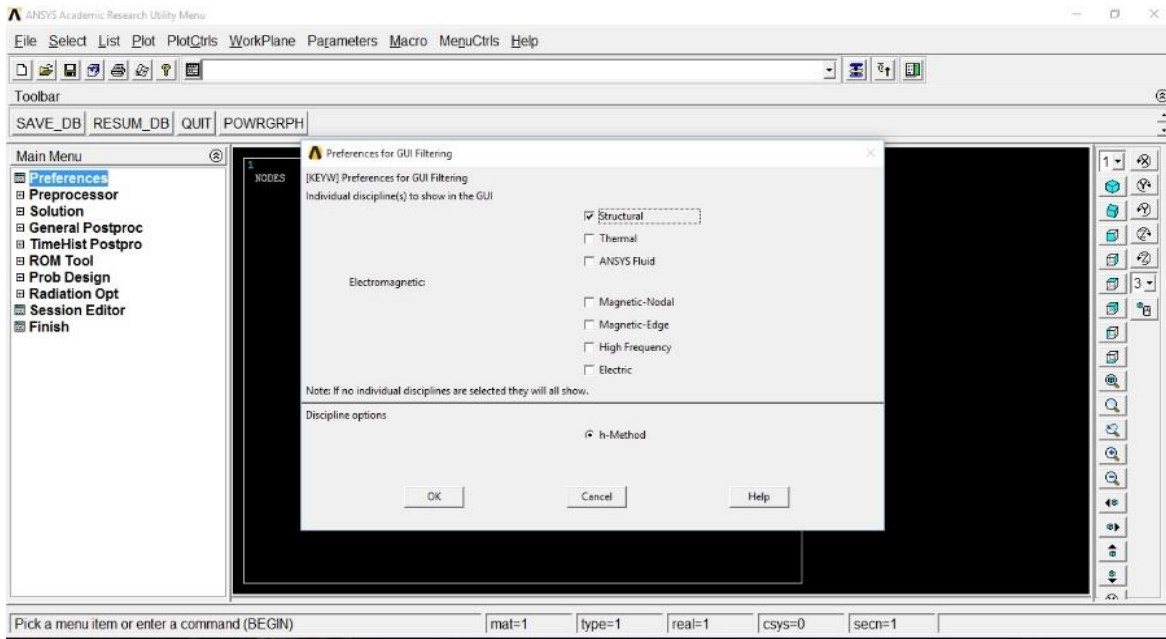 ANSYS Academic Research Utility Menu
File Select List Plot PlotCtrls WorkPlane Parameters Macro MenuCtrls Help
Toolbar
SAVE_DB RESUM_DB QUIT POWRGRPH
Main Menu
Preferences
Preprocessor
Solution
General Postproc
TimeHist Postpro
ROM Tool
Prob Design
Radiation Opt
Session Editor
Finish
1
NODES
Preferences for GUI Filtering
[KEYW] Preferences for GUI Filtering
Individual discipline(s) to show in the GUI
Structural
Thermal
ANSYS Fluid
Electromagnetic:
Magnetic-Nodal
Magnetic-Edge
High Frequency
Electric
Note: If no individual disciplines are selected they will all show.
Discipline options
h-Method
OK Cancel Help
1
3
Pick a menu item or enter a command (BEGIN) mat=1 type=1 real=1 csys=0 secn=1